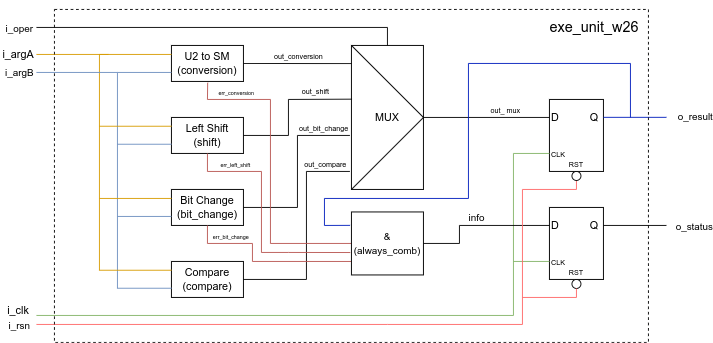 exe_unit_w26
i_oper
i_argA
i_argB
U2 to SM
(conversion)
out_conversion
err_conversion
out_shift
Left Shift
(shift)
out_bit_change
err_left_shift
out_compare
MUX
out_mux
D
Q
CLK
RST
o_result
Bit Change
(bit_change)
err_bit_change
&
(always_comb)
info
D
Q
CLK
RST
o_status
Compare
(compare)
i_clk
i_rsn